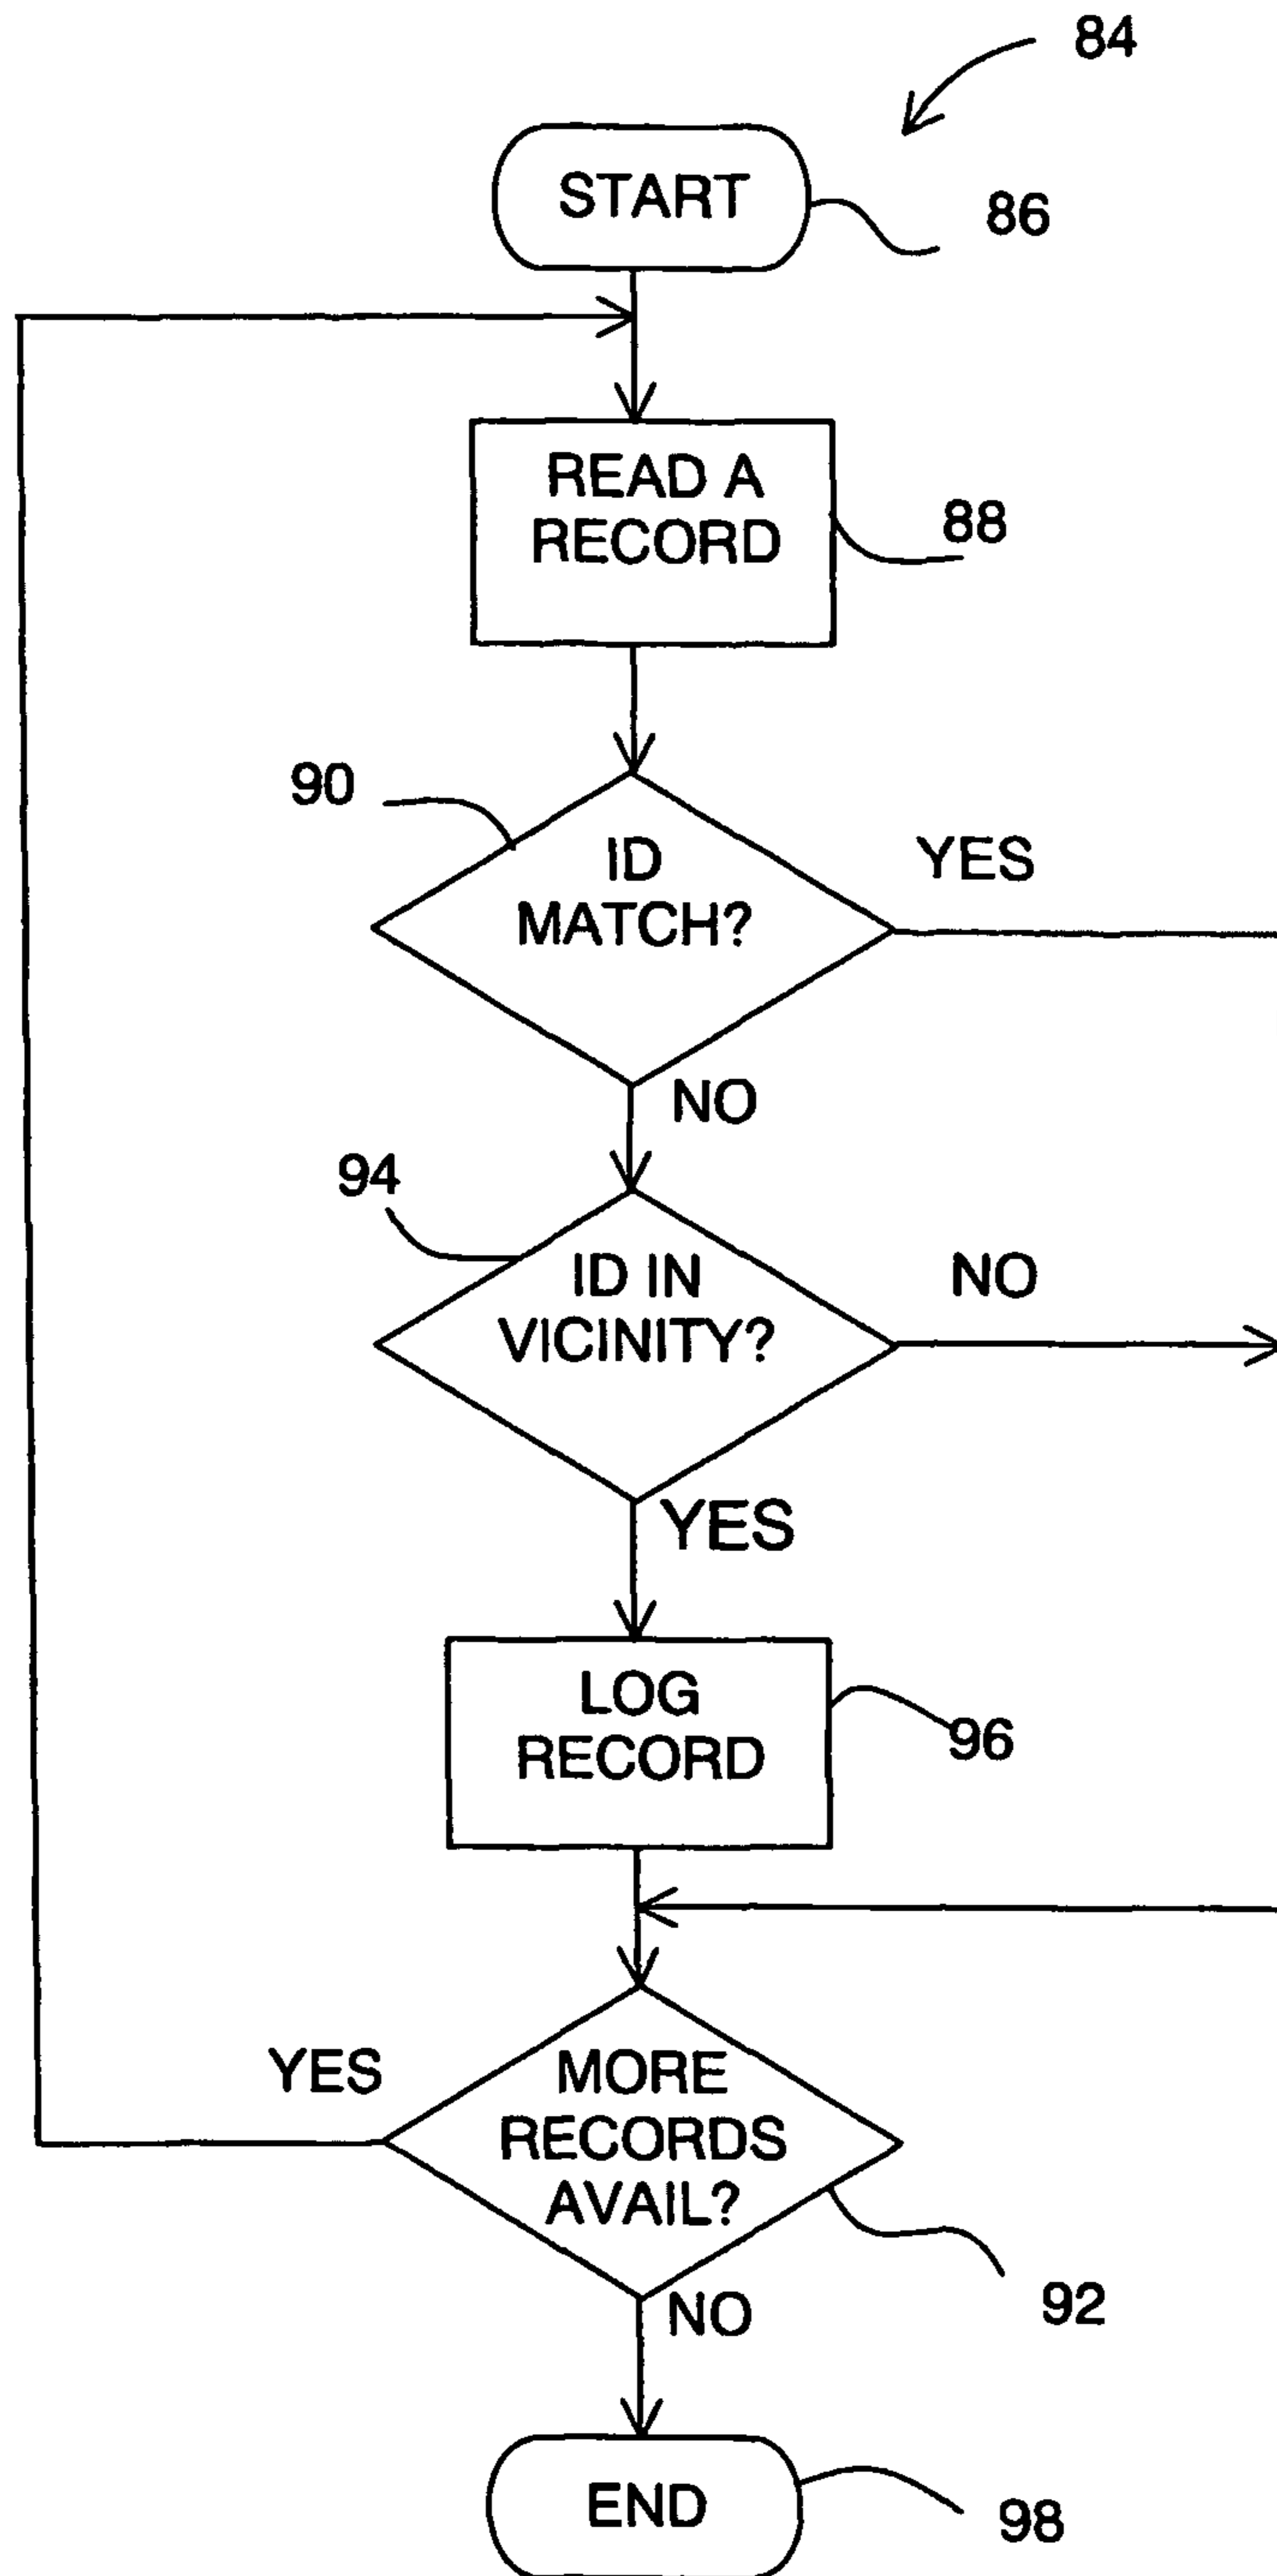 84
START
86
READ A
RECORD
88
90
ID
MATCH?
YES
NO
94
ID IN
VICINITY?
NO
YES
LOG
RECORD
96
YES
MORE
RECORDS
AVAIL?
92
NO
END
98